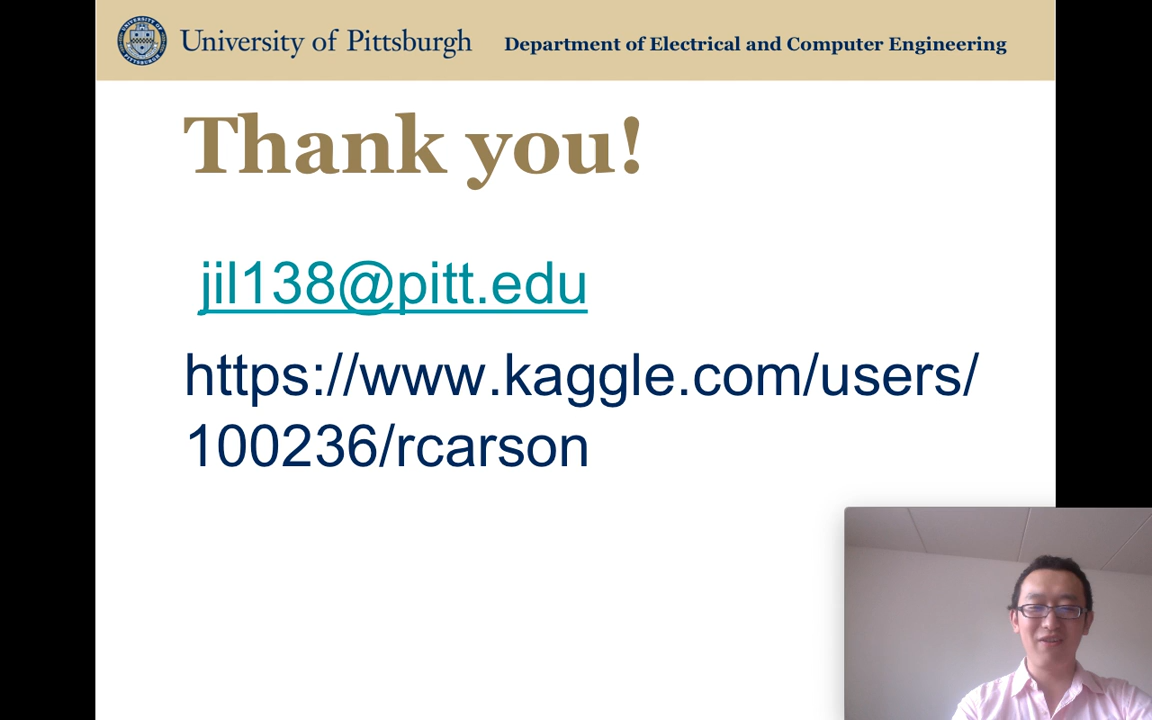 University of Pittsburgh Department of Electrical and Computer Engineering
Thank you!
jil138@pitt.edu
https://www.kaggle.com/users/
100236/rcarson